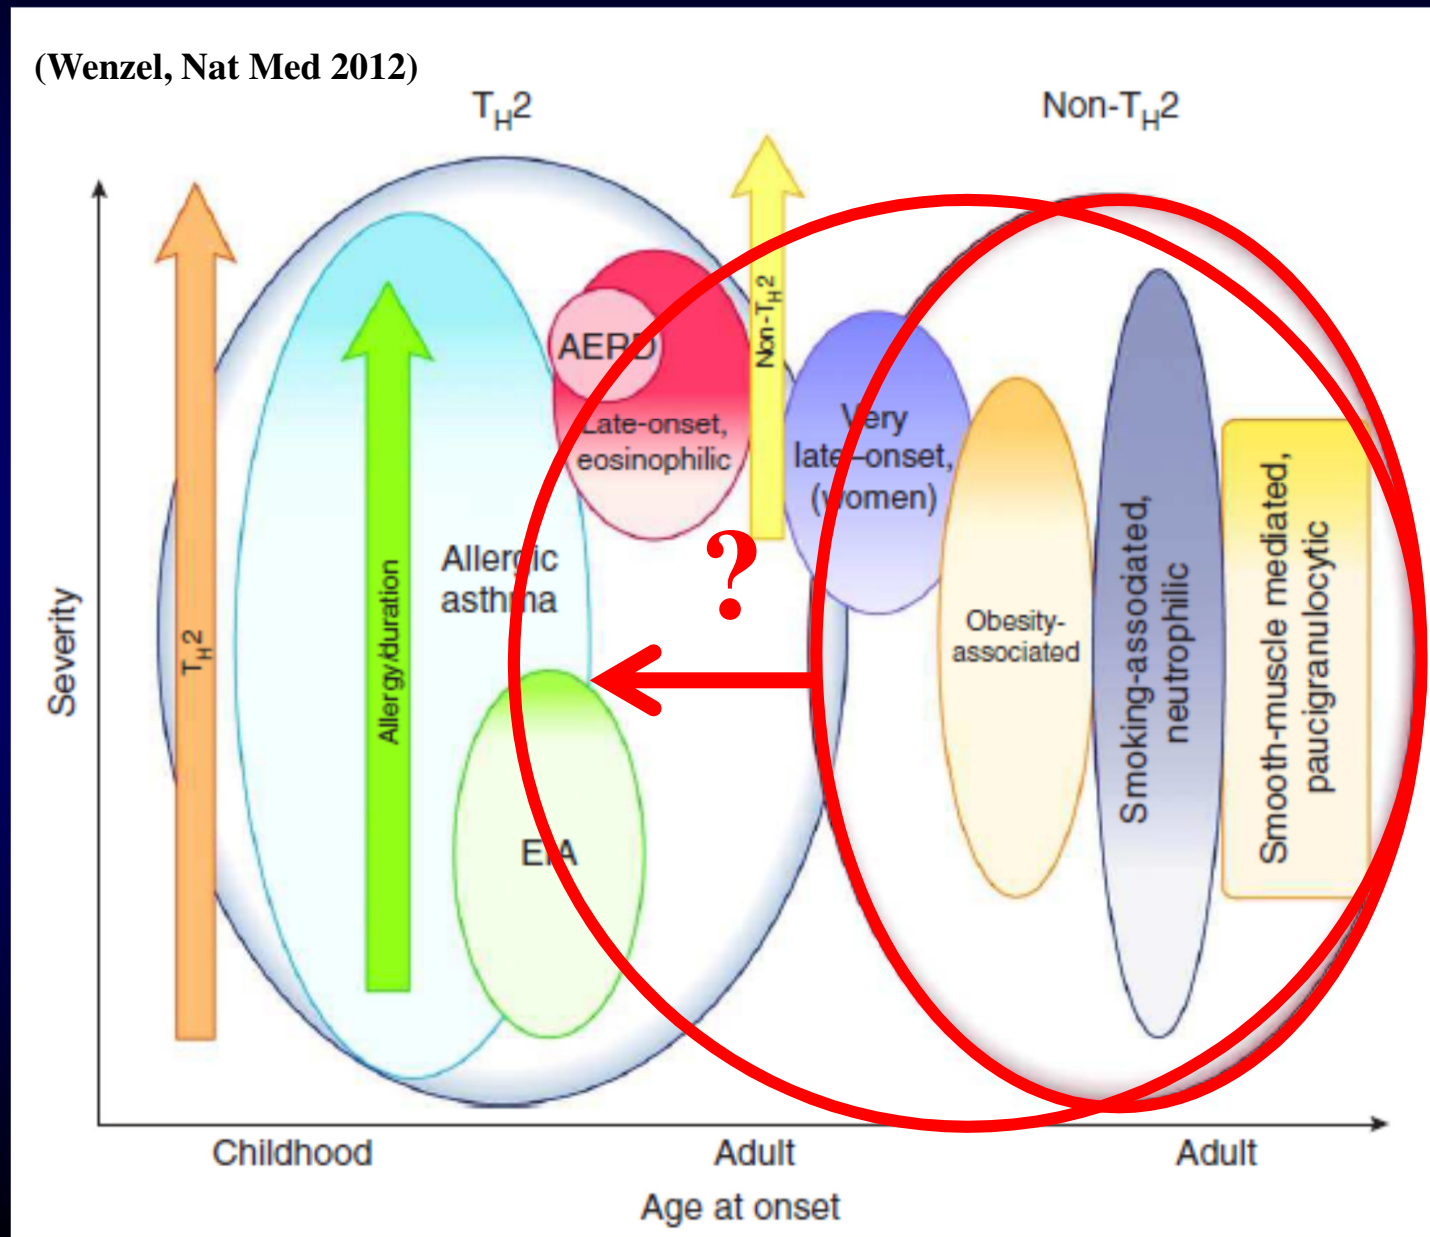 (Wenzel, Nat Med 2012)
TH2
Non-TH2
Severity
TH2
Allergy/duration
Allergic
asthma
EIA
AERD
Late-onset,
eosinophilic
Non-TH2
?
Very
late–onset,
(women)
Obesity-
associated
Smoking-associated,
neutrophilic
Smooth-muscle mediated,
paucigranulocytic
Childhood
Adult
Adult
Age at onset